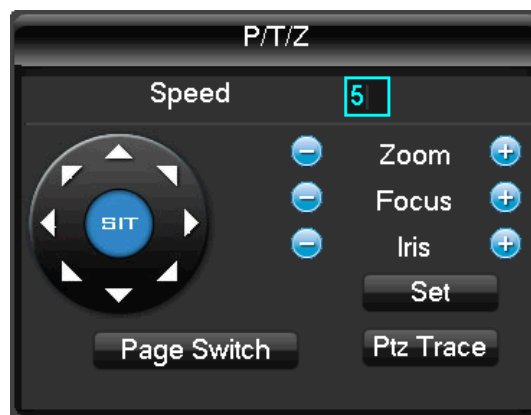 P/T/Z
Speed 5
Zoom
SIT Focus
Iris
Set
Page Switch Ptz Trace